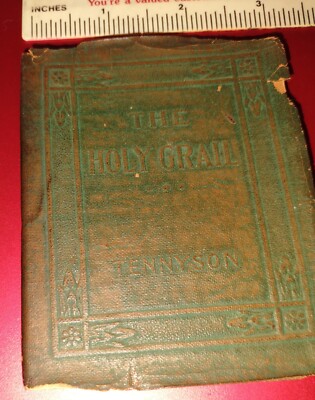 You're a valued
INCHES 1 2 3
THE
HOLY GRAIL
TENNYSON